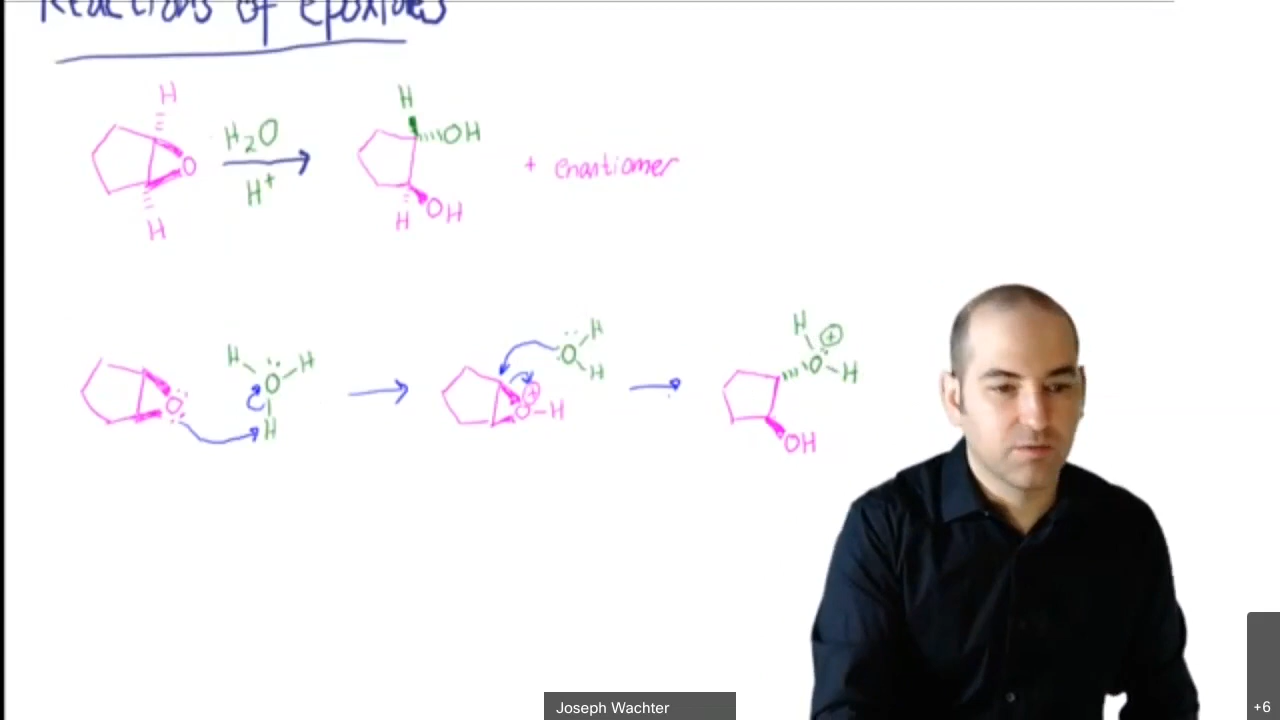 Reactions of epoxides
H
H
O
H2O
H+
H
OH
OH
H
+ enantiomer
O
H
H
O
H
O
H
H
⊕
O-H
H
⊕
O
H
OH
Joseph Wachter
+6